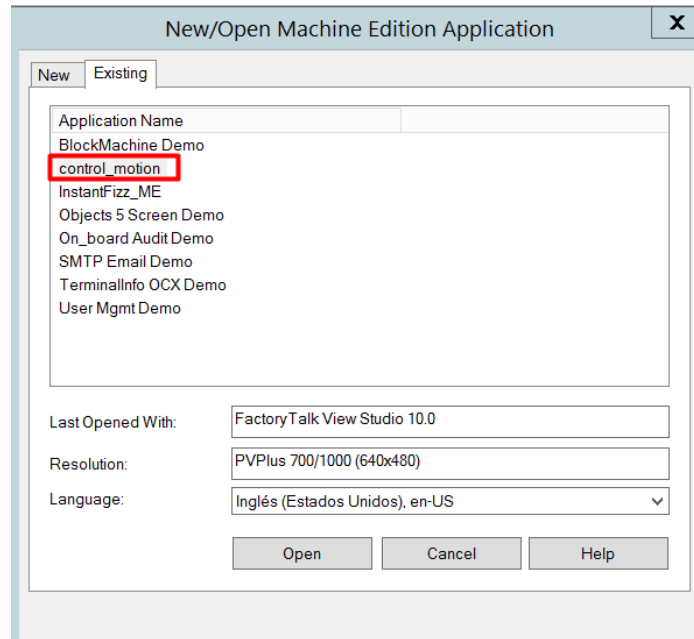 New/Open Machine Edition Application
X
New
Existing
Application Name
BlockMachine Demo
control_motion
InstantFizz_ME
Objects 5 Screen Demo
On_board Audit Demo
SMTP Email Demo
TerminalInfo OCX Demo
User Mgmt Demo
Last Opened With: FactoryTalk View Studio 10.0
Resolution: PVPlus 700/1000 (640x480)
Language: Inglés (Estados Unidos), en-US
Open Cancel Help